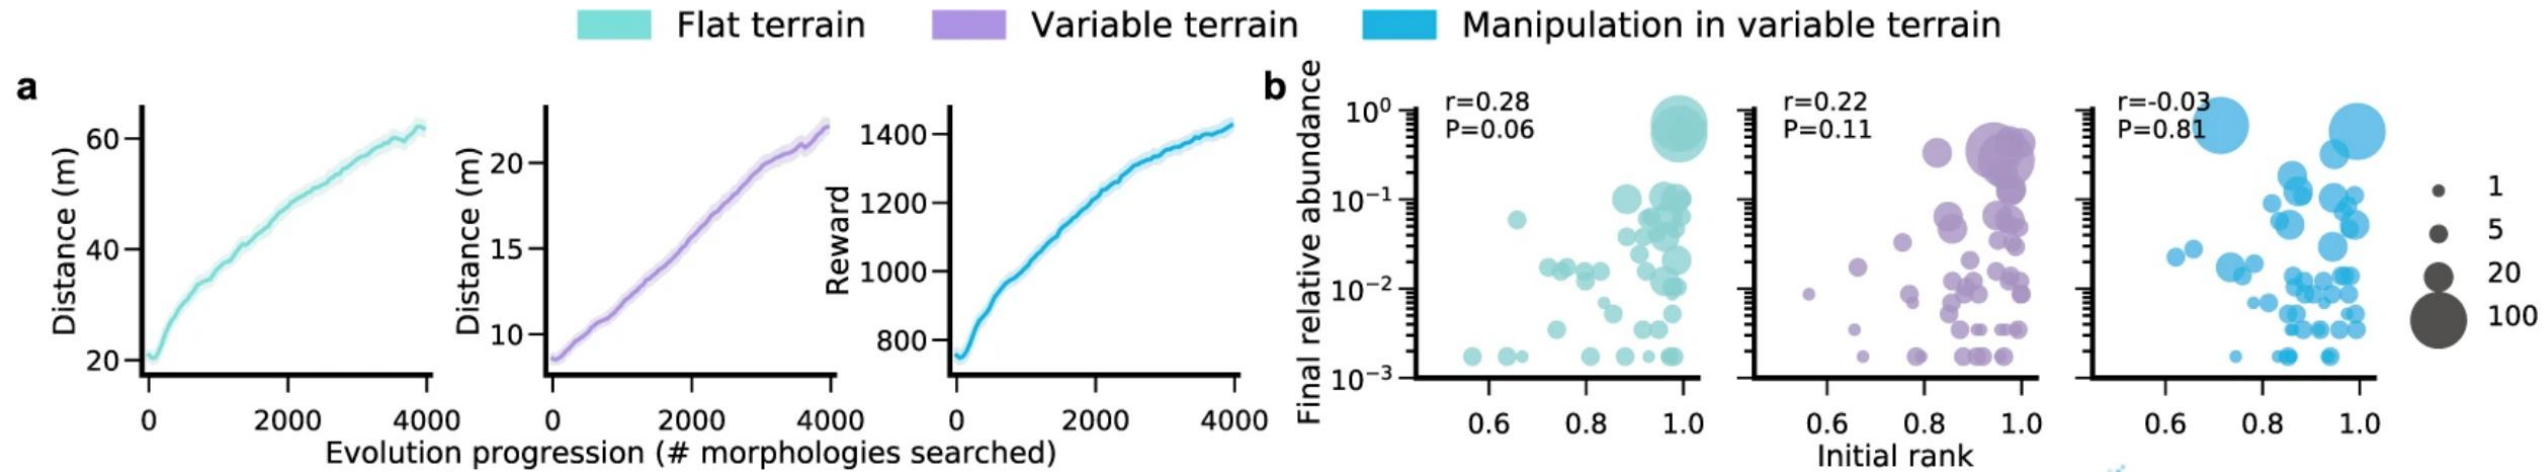 Flat terrain
Variable terrain
Manipulation in variable terrain
a
Distance (m)
60
40
20
0
2000
4000
Distance (m)
20
15
10
0
2000
4000
Reward
1400
1200
1000
800
0
2000
4000
Evolution progression (# morphologies searched)
b
Final relative abundance
10⁰
10⁻¹
10⁻²
10⁻³
r=0.28
P=0.06
0.6
0.8
1.0
r=0.22
P=0.11
0.6
0.8
1.0
r=-0.03
P=0.81
0.6
0.8
1.0
Initial rank
1
5
20
100